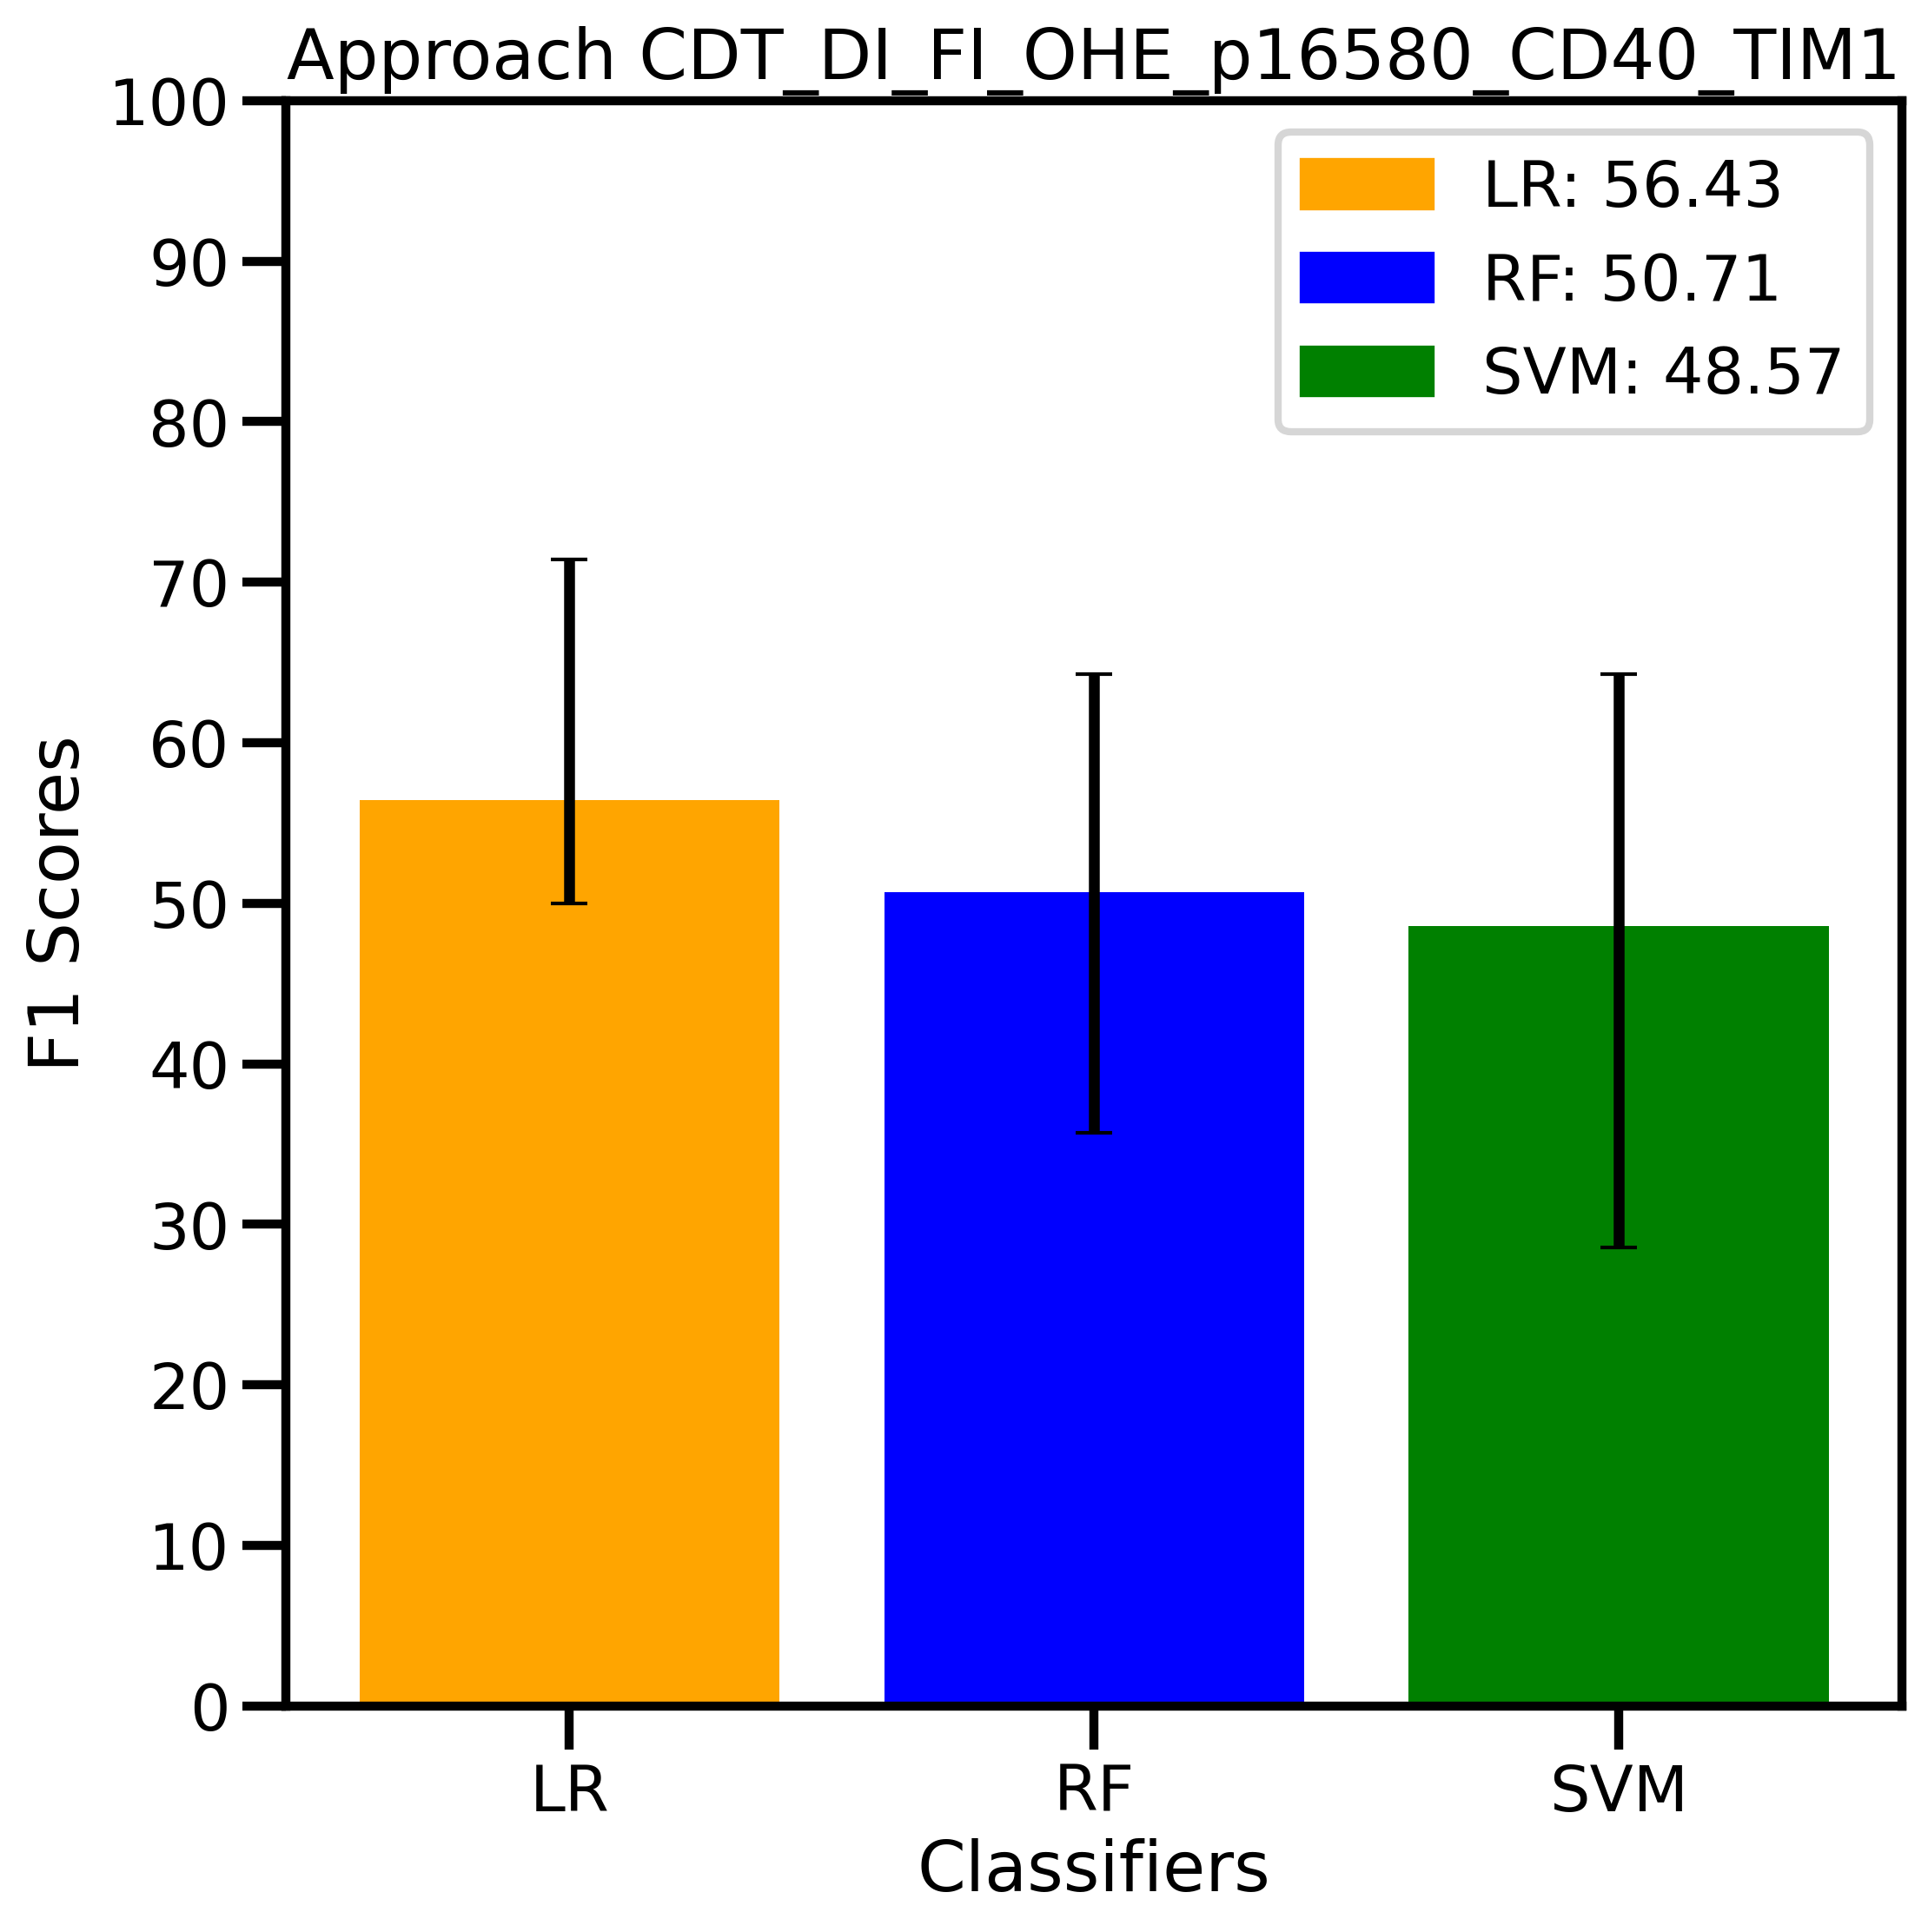 Approach CDT_DI_FI_OHE_p16580_CD40_TIM1
LR: 56.43
RF: 50.71
SVM: 48.57
F1 Scores
100
90
80
70
60
50
40
30
20
10
0
LR RF SVM
Classifiers